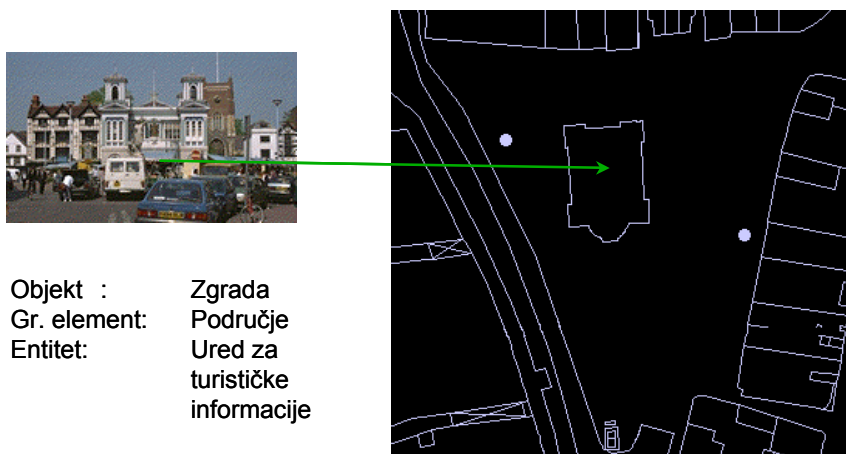 Objekt : Zgrada
Gr. element: Područje
Entitet: Ured za
turističke
informacije